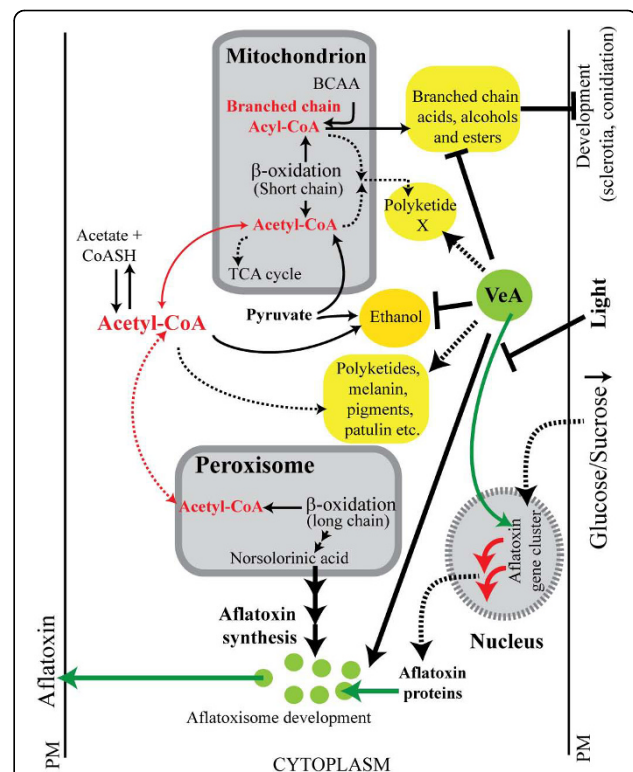 Mitochondrion
BCAA
Branched chain
Acyl-CoA
β-oxidation
(Short chain)
Acetyl-CoA
TCA cycle
Branched chain
acids, alcohols
and esters
Development
(sclerotia, conidiation)
Polyketide
X
Acetate +
CoASH
Acetyl-CoA
Pyruvate
Ethanol
VeA
Light
Polyketides,
melanin,
pigments,
patulin etc.
Glucose/Sucrose
Peroxisome
Acetyl-CoA
β-oxidation
(long chain)
Norsolorinic acid
Aflatoxin
gene cluster
Nucleus
Aflatoxin
synthesis
Aflatoxin
proteins
Aflatoxin
Aflatoxisome development
PM
CYTOPLASM
PM